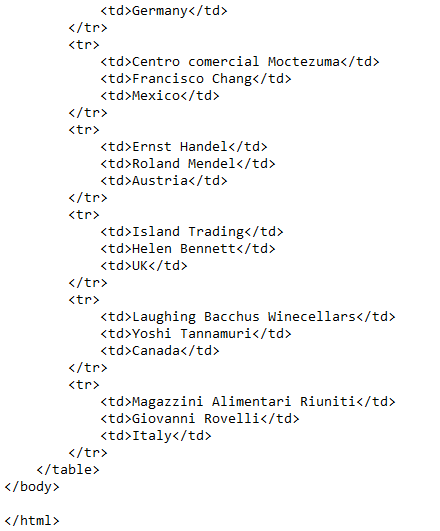 <td>Germany</td>
        </tr>
        <tr>
            <td>Centro comercial Moctezuma</td>
            <td>Francisco Chang</td>
            <td>Mexico</td>
        </tr>
        <tr>
            <td>Ernst Handel</td>
            <td>Roland Mendel</td>
            <td>Austria</td>
        </tr>
        <tr>
            <td>Island Trading</td>
            <td>Helen Bennett</td>
            <td>UK</td>
        </tr>
        <tr>
            <td>Laughing Bacchus Winecellars</td>
            <td>Yoshi Tannamuri</td>
            <td>Canada</td>
        </tr>
        <tr>
            <td>Magazzini Alimentari Riuniti</td>
            <td>Giovanni Rovelli</td>
            <td>Italy</td>
        </tr>
    </table>
</body>

</html>